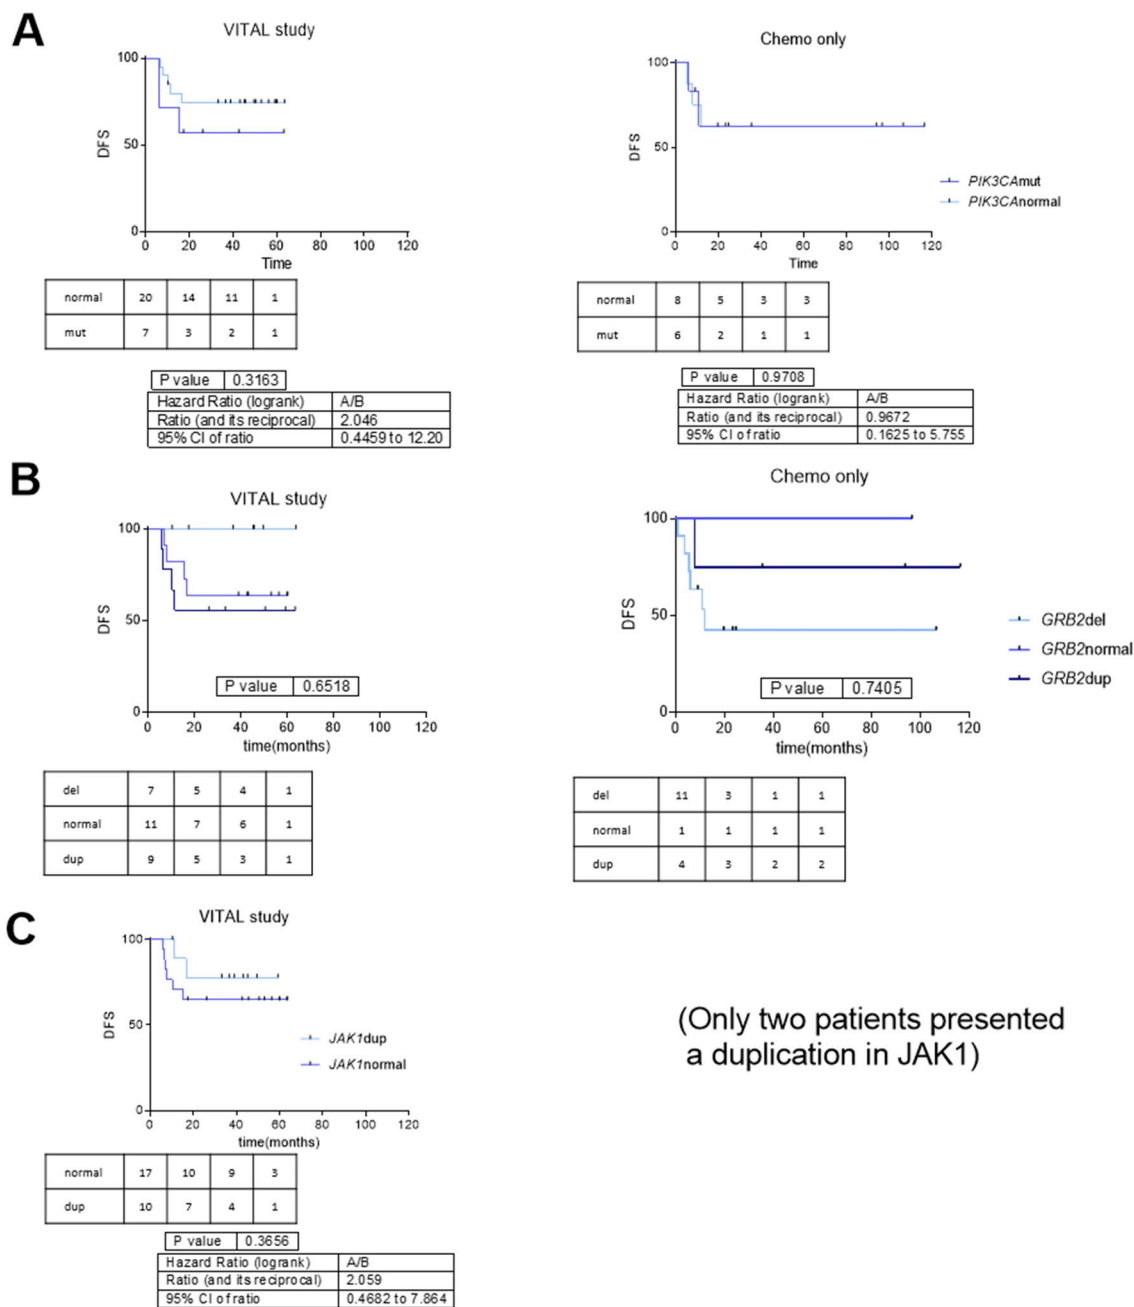 A
VITAL study
100
50
0
DFS
0 20 40 60 80 100 120
Time
normal 20 14 11 1
mut 7 3 2 1
P value 0.3163
Hazard Ratio (logrank) A/B
Ratio (and its reciprocal) 2.046
95% CI of ratio 0.4459 to 12.20
Chemo only
100
50
0
DFS
0 20 40 60 80 100 120
Time
PIK3CAmut
PIK3CAnormal
normal 8 5 3 3
mut 6 2 1 1
P value 0.9708
Hazard Ratio (logrank) A/B
Ratio (and its reciprocal) 0.9672
95% CI of ratio 0.1625 to 5.755
B
VITAL study
100
50
0
DFS
P value 0.6518
0 20 40 60 80 100 120
time(months)
del 7 5 4 1
normal 11 7 6 1
dup 9 5 3 1
Chemo only
100
50
0
DFS
P value 0.7405
0 20 40 60 80 100 120
time(months)
GRB2del
GRB2normal
GRB2dup
del 11 3 1 1
normal 1 1 1 1
dup 4 3 2 2
C
VITAL study
100
50
0
DFS
JAK1dup
JAK1normal
0 20 40 60 80 100 120
time(months)
normal 17 10 9 3
dup 10 7 4 1
P value 0.3656
Hazard Ratio (logrank) A/B
Ratio (and its reciprocal) 2.059
95% CI of ratio 0.4682 to 7.864
(Only two patients presented
a duplication in JAK1)